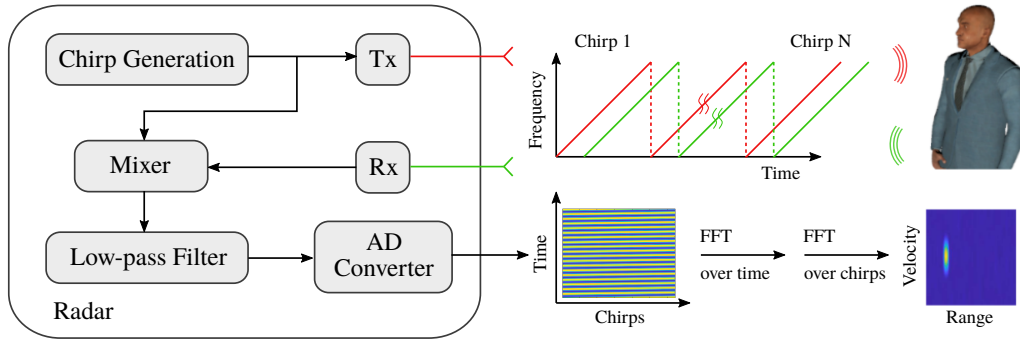 Chirp Generation
Tx
Mixer
Rx
Low-pass Filter
AD
Converter
Radar
Chirp 1
Chirp N
Frequency
Time
Time
Chirps
FFT
over time
FFT
over chirps
Velocity
Range